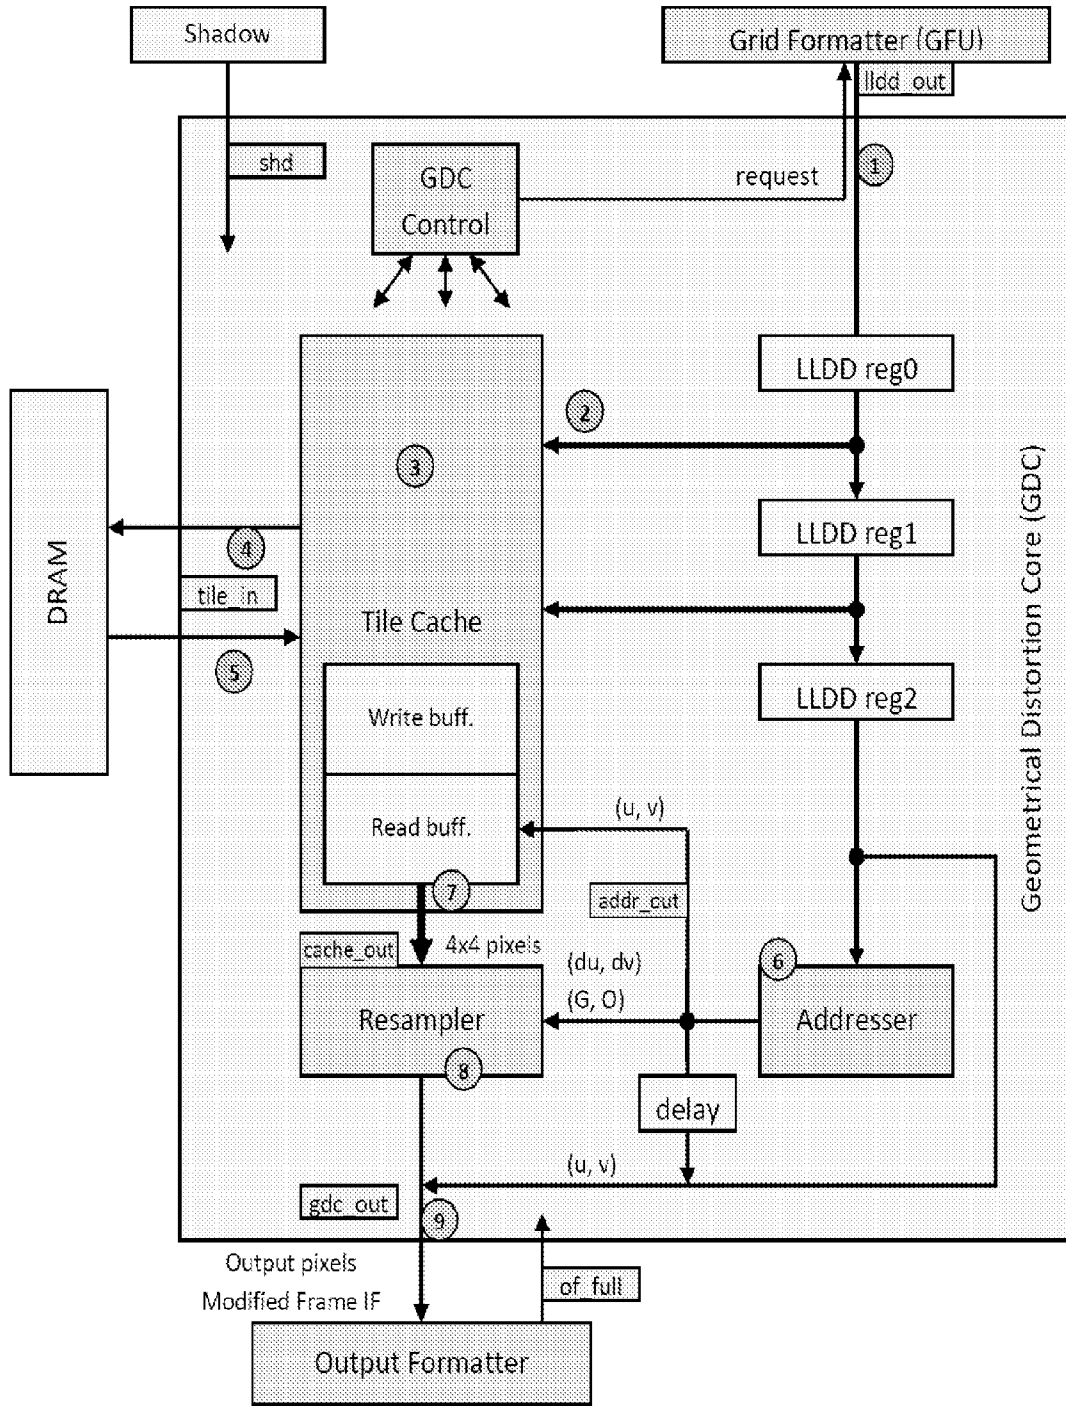 Shadow
Grid Formatter (GFU)
lldd_out
shd
GDC
Control
request
1
LLDD reg0
2
3
LLDD reg1
4
DRAM
tile_in
Tile Cache
5
LLDD reg2
Write buff.
Geometrical Distortion Core (GDC)
(u, v)
Read buff.
7
addr_out
cache_out
4x4 pixels
(du, dv)
6
(G, O)
Resampler
Addresser
8
delay
(u, v)
gdc_out
9
Output pixels
of_full
Modified Frame IF
Output Formatter